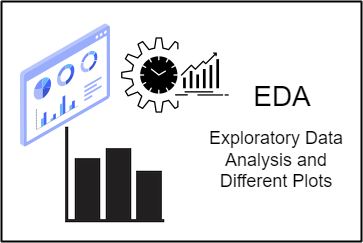 EDA
Exploratory Data
Analysis and
Different Plots